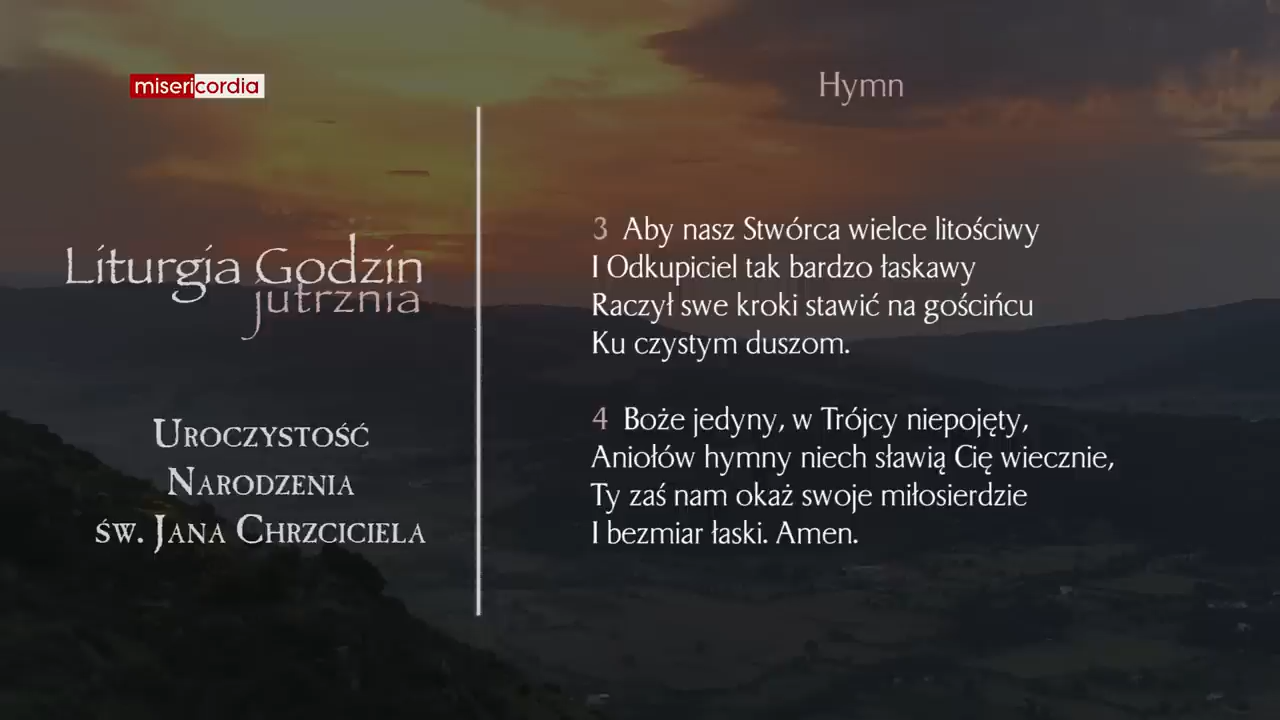 misericordia
Liturgia Godzin
jutrznia
Uroczystość
Narodzenia
św. Jana Chrzciciela
Hymn
3 Aby nasz Stwórca wielce litościwy
I Odkupiciel tak bardzo łaskawy
Raczył swe kroki stawić na gościńcu
Ku czystym duszom.
4 Boże jedyny, w Trójcy niepojęty,
Aniołów hymny niech sławią Cię wiecznie,
Ty zaś nam okaż swoje miłosierdzie
I bezmiar łaski. Amen.